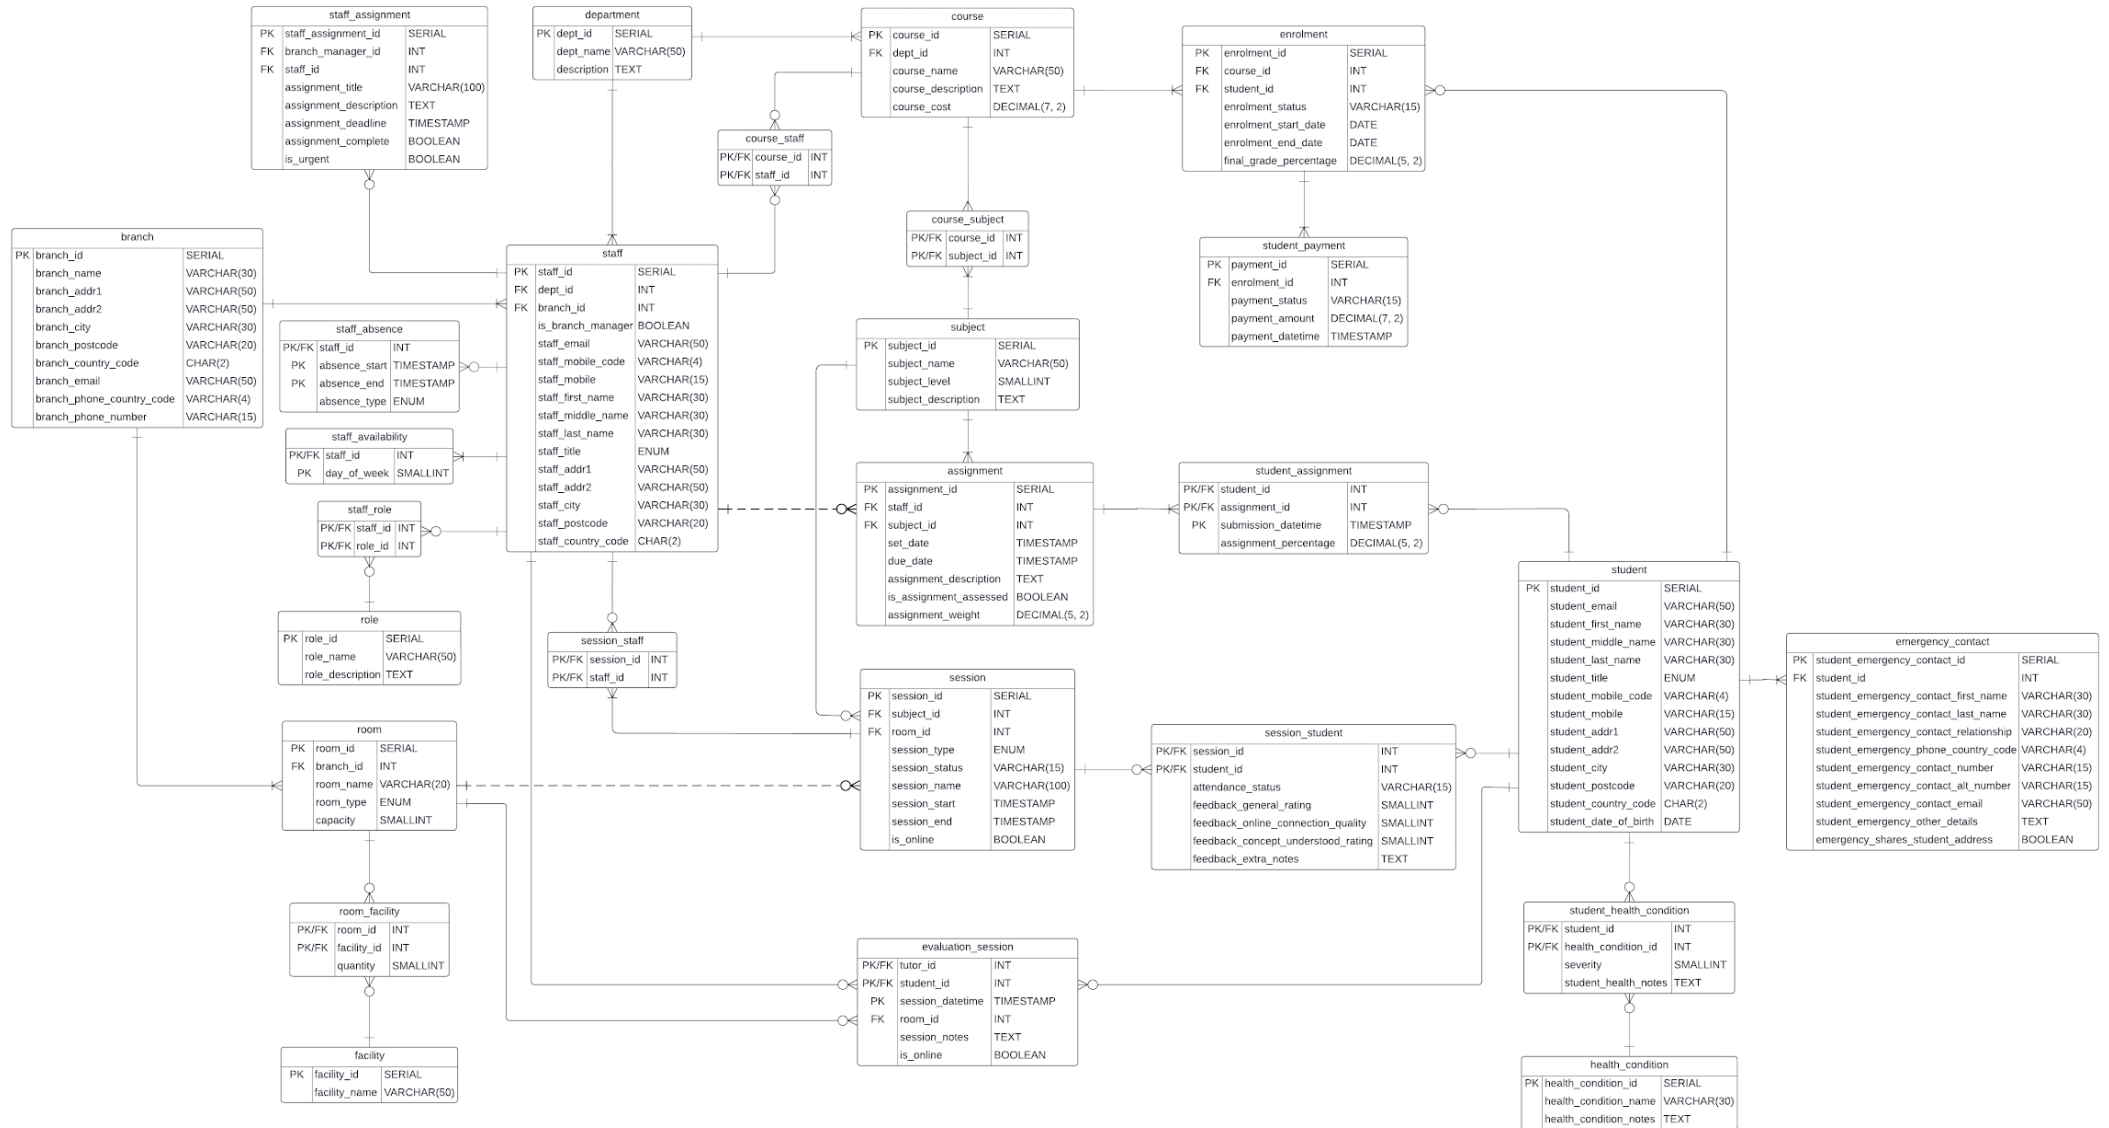 staff_assignment
PK staff_assignment_id SERIAL
FK branch_manager_id INT
FK staff_id INT
assignment_title VARCHAR(100)
assignment_description TEXT
assignment_deadline TIMESTAMP
assignment_complete BOOLEAN
is_urgent BOOLEAN
department
PK dept_id SERIAL
dept_name VARCHAR(50)
description TEXT
course
PK course_id SERIAL
FK dept_id INT
course_name VARCHAR(50)
course_description TEXT
course_cost DECIMAL(7, 2)
enrolment
PK enrolment_id SERIAL
FK course_id INT
FK student_id INT
enrolment_status VARCHAR(15)
enrolment_start_date DATE
enrolment_end_date DATE
final_grade_percentage DECIMAL(5, 2)
course_staff
PK/FK course_id INT
PK/FK staff_id INT
course_subject
PK/FK course_id INT
PK/FK subject_id INT
student_payment
PK payment_id SERIAL
FK enrolment_id INT
payment_status VARCHAR(15)
payment_amount DECIMAL(7, 2)
payment_datetime TIMESTAMP
branch
PK branch_id SERIAL
branch_name VARCHAR(30)
branch_addr1 VARCHAR(50)
branch_addr2 VARCHAR(50)
branch_city VARCHAR(30)
branch_postcode VARCHAR(20)
branch_country_code CHAR(2)
branch_email VARCHAR(50)
branch_phone_country_code VARCHAR(4)
branch_phone_number VARCHAR(15)
staff
PK staff_id SERIAL
FK dept_id INT
FK branch_id INT
is_branch_manager BOOLEAN
staff_email VARCHAR(50)
staff_mobile_code VARCHAR(4)
staff_mobile VARCHAR(15)
staff_first_name VARCHAR(30)
staff_middle_name VARCHAR(30)
staff_last_name VARCHAR(30)
staff_title ENUM
staff_addr1 VARCHAR(50)
staff_addr2 VARCHAR(50)
staff_city VARCHAR(30)
staff_postcode VARCHAR(20)
staff_country_code CHAR(2)
staff_absence
PK/FK staff_id INT
PK absence_start TIMESTAMP
PK absence_end TIMESTAMP
absence_type ENUM
staff_availability
PK/FK staff_id INT
PK day_of_week SMALLINT
staff_role
PK/FK staff_id INT
PK/FK role_id INT
role
PK role_id SERIAL
role_name VARCHAR(50)
role_description TEXT
subject
PK subject_id SERIAL
subject_name VARCHAR(50)
subject_level SMALLINT
subject_description TEXT
assignment
PK assignment_id SERIAL
FK staff_id INT
FK subject_id INT
set_date TIMESTAMP
due_date TIMESTAMP
assignment_description TEXT
is_assignment_assessed BOOLEAN
assignment_weight DECIMAL(5, 2)
student_assignment
PK/FK student_id INT
PK/FK assignment_id INT
PK submission_datetime TIMESTAMP
assignment_percentage DECIMAL(5, 2)
student
PK student_id SERIAL
student_email VARCHAR(50)
student_first_name VARCHAR(30)
student_middle_name VARCHAR(30)
student_last_name VARCHAR(30)
student_title ENUM
student_mobile_code VARCHAR(4)
student_mobile VARCHAR(15)
student_addr1 VARCHAR(50)
student_addr2 VARCHAR(50)
student_city VARCHAR(30)
student_postcode VARCHAR(20)
student_country_code CHAR(2)
student_date_of_birth DATE
emergency_contact
PK student_emergency_contact_id SERIAL
FK student_id INT
student_emergency_contact_first_name VARCHAR(30)
student_emergency_contact_last_name VARCHAR(30)
student_emergency_contact_relationship VARCHAR(20)
student_emergency_phone_country_code VARCHAR(4)
student_emergency_contact_number VARCHAR(15)
student_emergency_contact_alt_number VARCHAR(15)
student_emergency_contact_email VARCHAR(50)
student_emergency_other_details TEXT
emergency_shares_student_address BOOLEAN
session_staff
PK/FK session_id INT
PK/FK staff_id INT
session
PK session_id SERIAL
FK subject_id INT
FK room_id INT
session_type ENUM
session_status VARCHAR(15)
session_name VARCHAR(100)
session_start TIMESTAMP
session_end TIMESTAMP
is_online BOOLEAN
session_student
PK/FK session_id INT
PK/FK student_id INT
attendance_status VARCHAR(15)
feedback_general_rating SMALLINT
feedback_online_connection_quality SMALLINT
feedback_concept_understood_rating SMALLINT
feedback_extra_notes TEXT
room
PK room_id SERIAL
FK branch_id INT
room_name VARCHAR(20)
room_type ENUM
capacity SMALLINT
room_facility
PK/FK room_id INT
PK/FK facility_id INT
quantity SMALLINT
facility
PK facility_id SERIAL
facility_name VARCHAR(50)
evaluation_session
PK/FK tutor_id INT
PK/FK student_id INT
PK session_datetime TIMESTAMP
FK room_id INT
session_notes TEXT
is_online BOOLEAN
student_health_condition
PK/FK student_id INT
PK/FK health_condition_id INT
severity SMALLINT
student_health_notes TEXT
health_condition
PK health_condition_id SERIAL
health_condition_name VARCHAR(30)
health_condition_notes TEXT